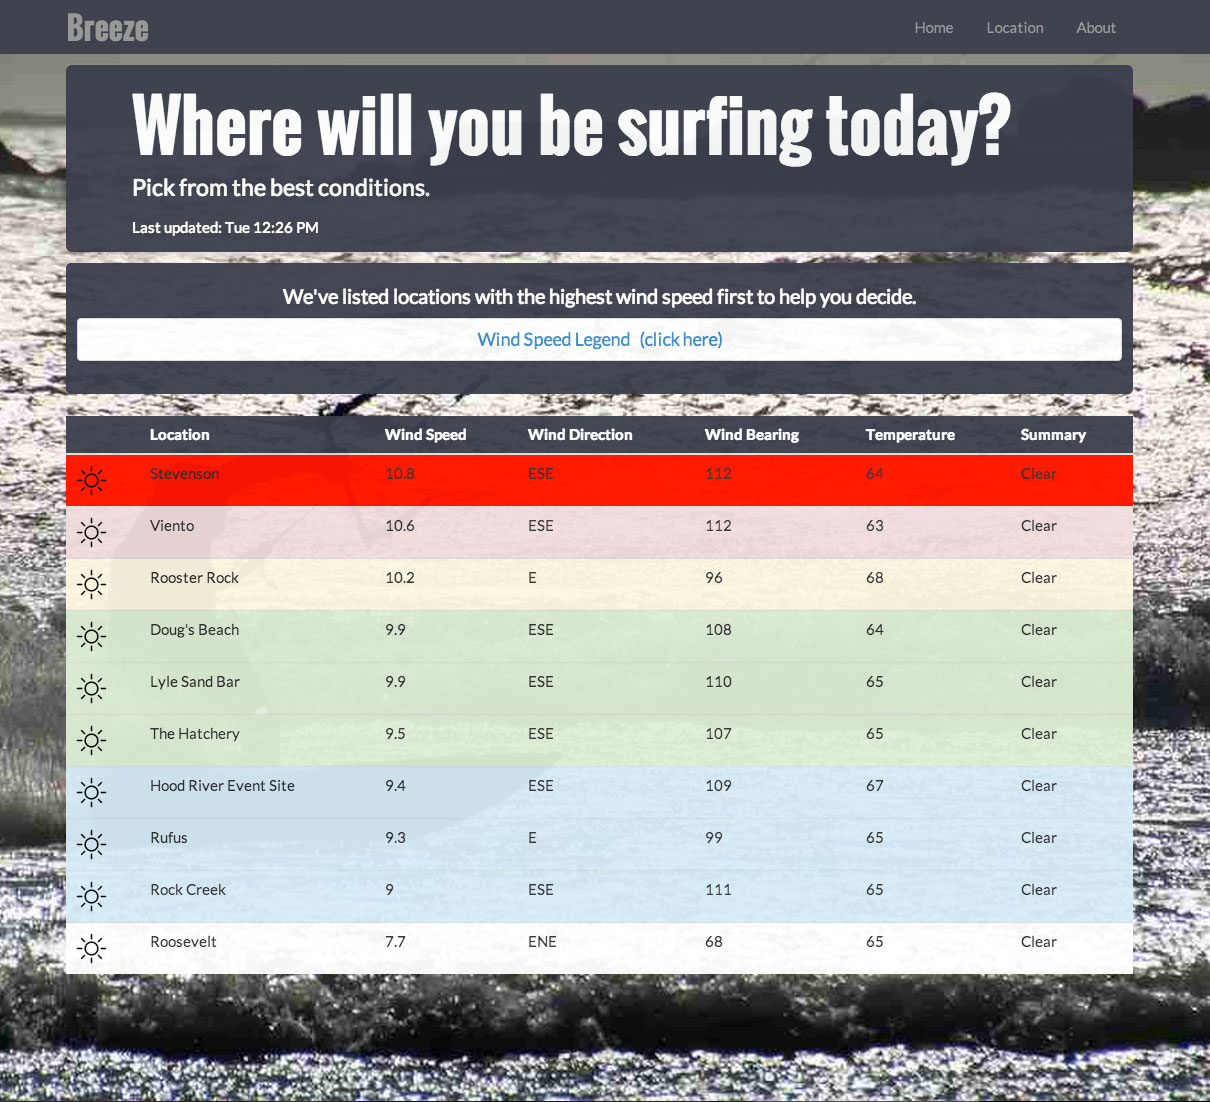 Breeze Home Location About
Where will you be surfing today?
Pick from the best conditions.
Last updated: Tue 12:26 PM
We've listed locations with the highest wind speed first to help you decide.
Wind Speed Legend (click here)
Location Wind Speed Wind Direction Wind Bearing Temperature Summary
Stevenson 10.8 ESE 112 64 Clear
Viento 10.6 ESE 112 63 Clear
Rooster Rock 10.2 E 96 68 Clear
Doug's Beach 9.9 ESE 108 64 Clear
Lyle Sand Bar 9.9 ESE 110 65 Clear
The Hatchery 9.5 ESE 107 65 Clear
Hood River Event Site 9.4 ESE 109 67 Clear
Rufus 9.3 E 99 65 Clear
Rock Creek 9 ESE 111 65 Clear
Roosevelt 7.7 ENE 68 65 Clear